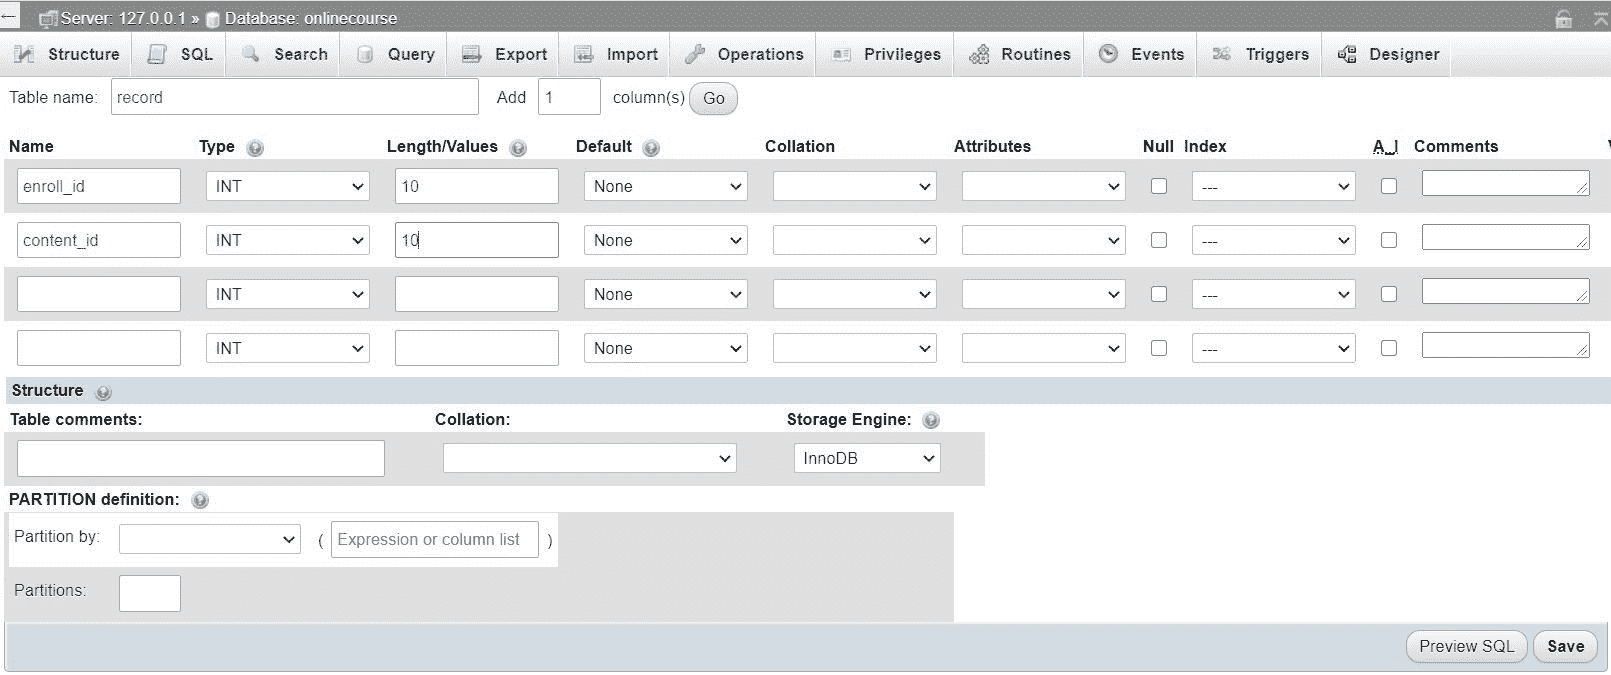 Server: 127.0.0.1 » Database: onlinecourse
Structure SQL Search Query Export Import Operations Privileges Routines Events Triggers Designer
Table name: record Add 1 column(s) Go
Name Type Length/Values Default Collation Attributes Null Index A_I Comments
enroll_id INT 10 None ---
content_id INT 10 None ---
INT None ---
INT None ---
Structure
Table comments: Collation: Storage Engine:
InnoDB
PARTITION definition:
Partition by: ( Expression or column list )
Partitions:
Preview SQL Save